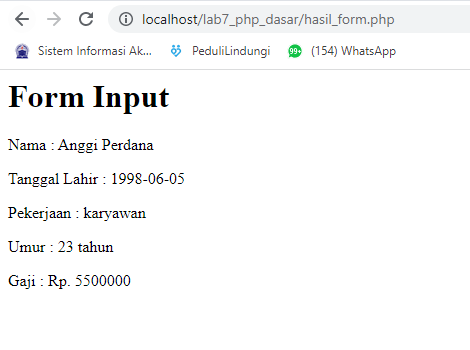 localhost/lab7_php_dasar/hasil_form.php
Sistem Informasi Ak... PeduliLindungi 99+ (154) WhatsApp
Form Input
Nama : Anggi Perdana
Tanggal Lahir : 1998-06-05
Pekerjaan : karyawan
Umur : 23 tahun
Gaji : Rp. 5500000